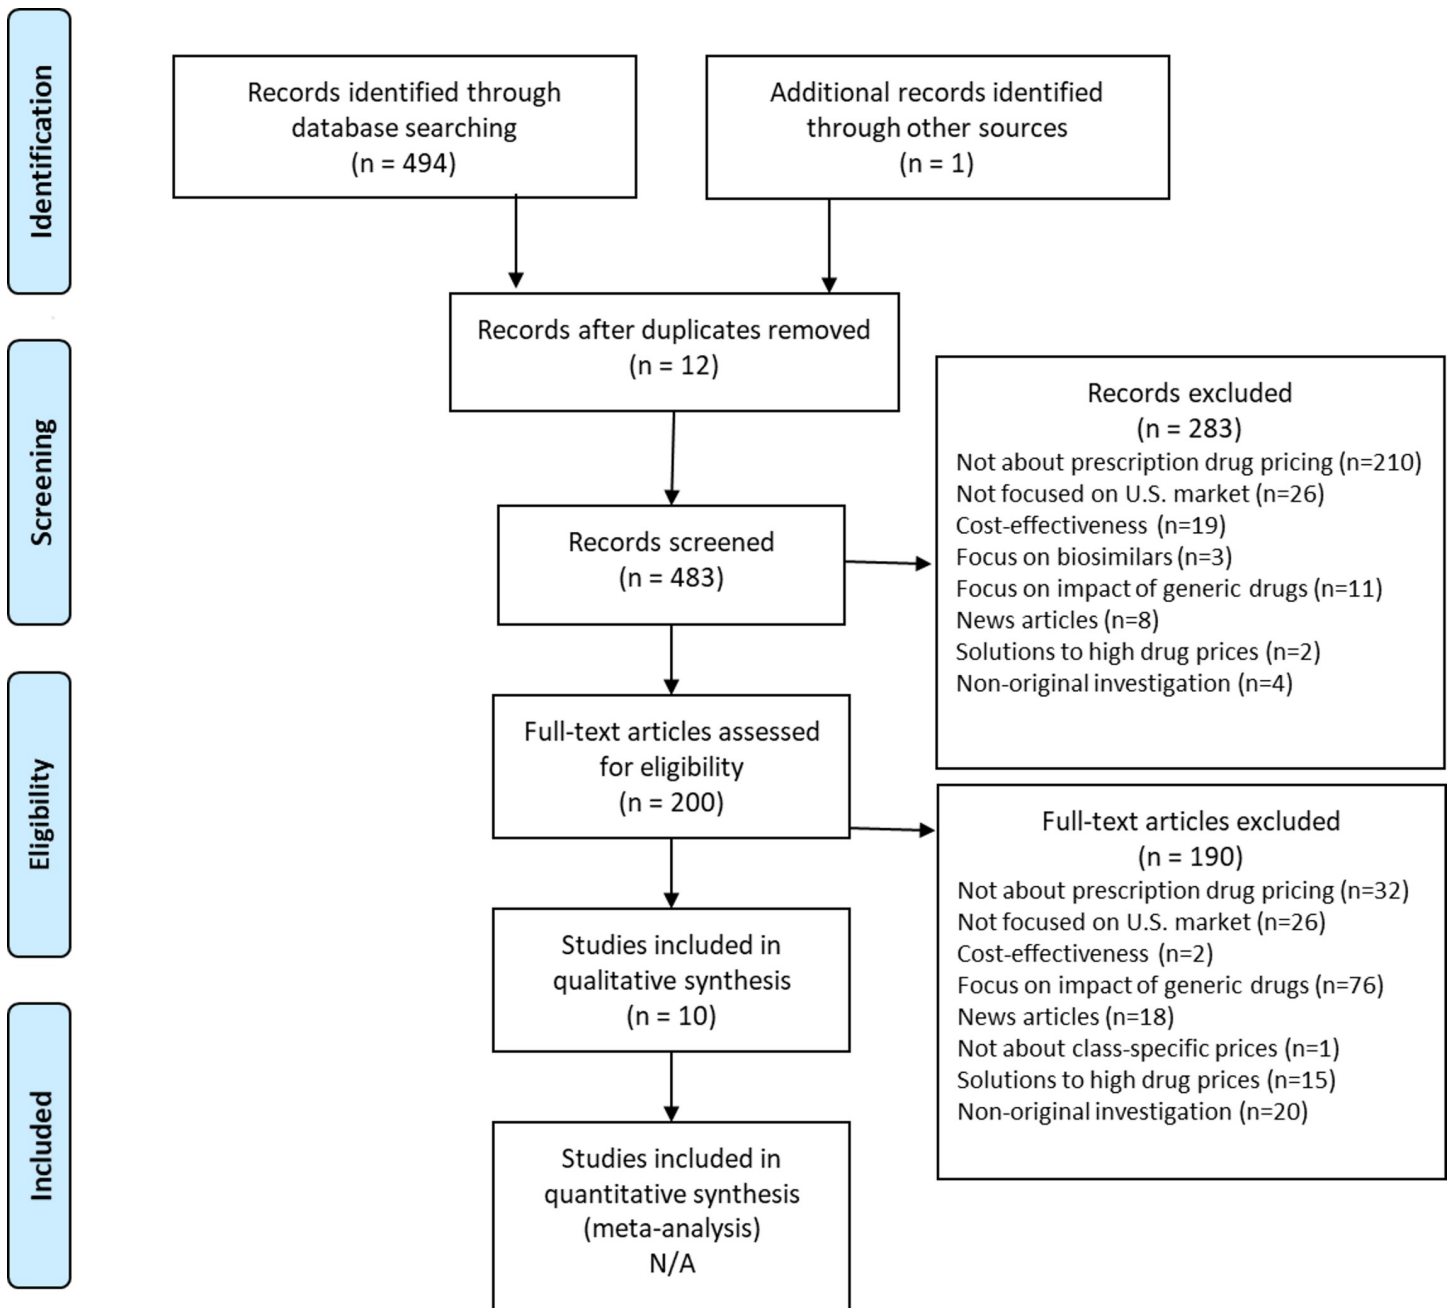 Identification
Records identified through
database searching
(n = 494)
Additional records identified
through other sources
(n = 1)
Records after duplicates removed
(n = 12)
Screening
Records screened
(n = 483)
Records excluded
(n = 283)
Not about prescription drug pricing (n=210)
Not focused on U.S. market (n=26)
Cost-effectiveness (n=19)
Focus on biosimilars (n=3)
Focus on impact of generic drugs (n=11)
News articles (n=8)
Solutions to high drug prices (n=2)
Non-original investigation (n=4)
Eligibility
Full-text articles assessed
for eligibility
(n = 200)
Full-text articles excluded
(n = 190)
Not about prescription drug pricing (n=32)
Not focused on U.S. market (n=26)
Cost-effectiveness (n=2)
Focus on impact of generic drugs (n=76)
News articles (n=18)
Not about class-specific prices (n=1)
Solutions to high drug prices (n=15)
Non-original investigation (n=20)
Studies included in
qualitative synthesis
(n = 10)
Included
Studies included in
quantitative synthesis
(meta-analysis)
N/A